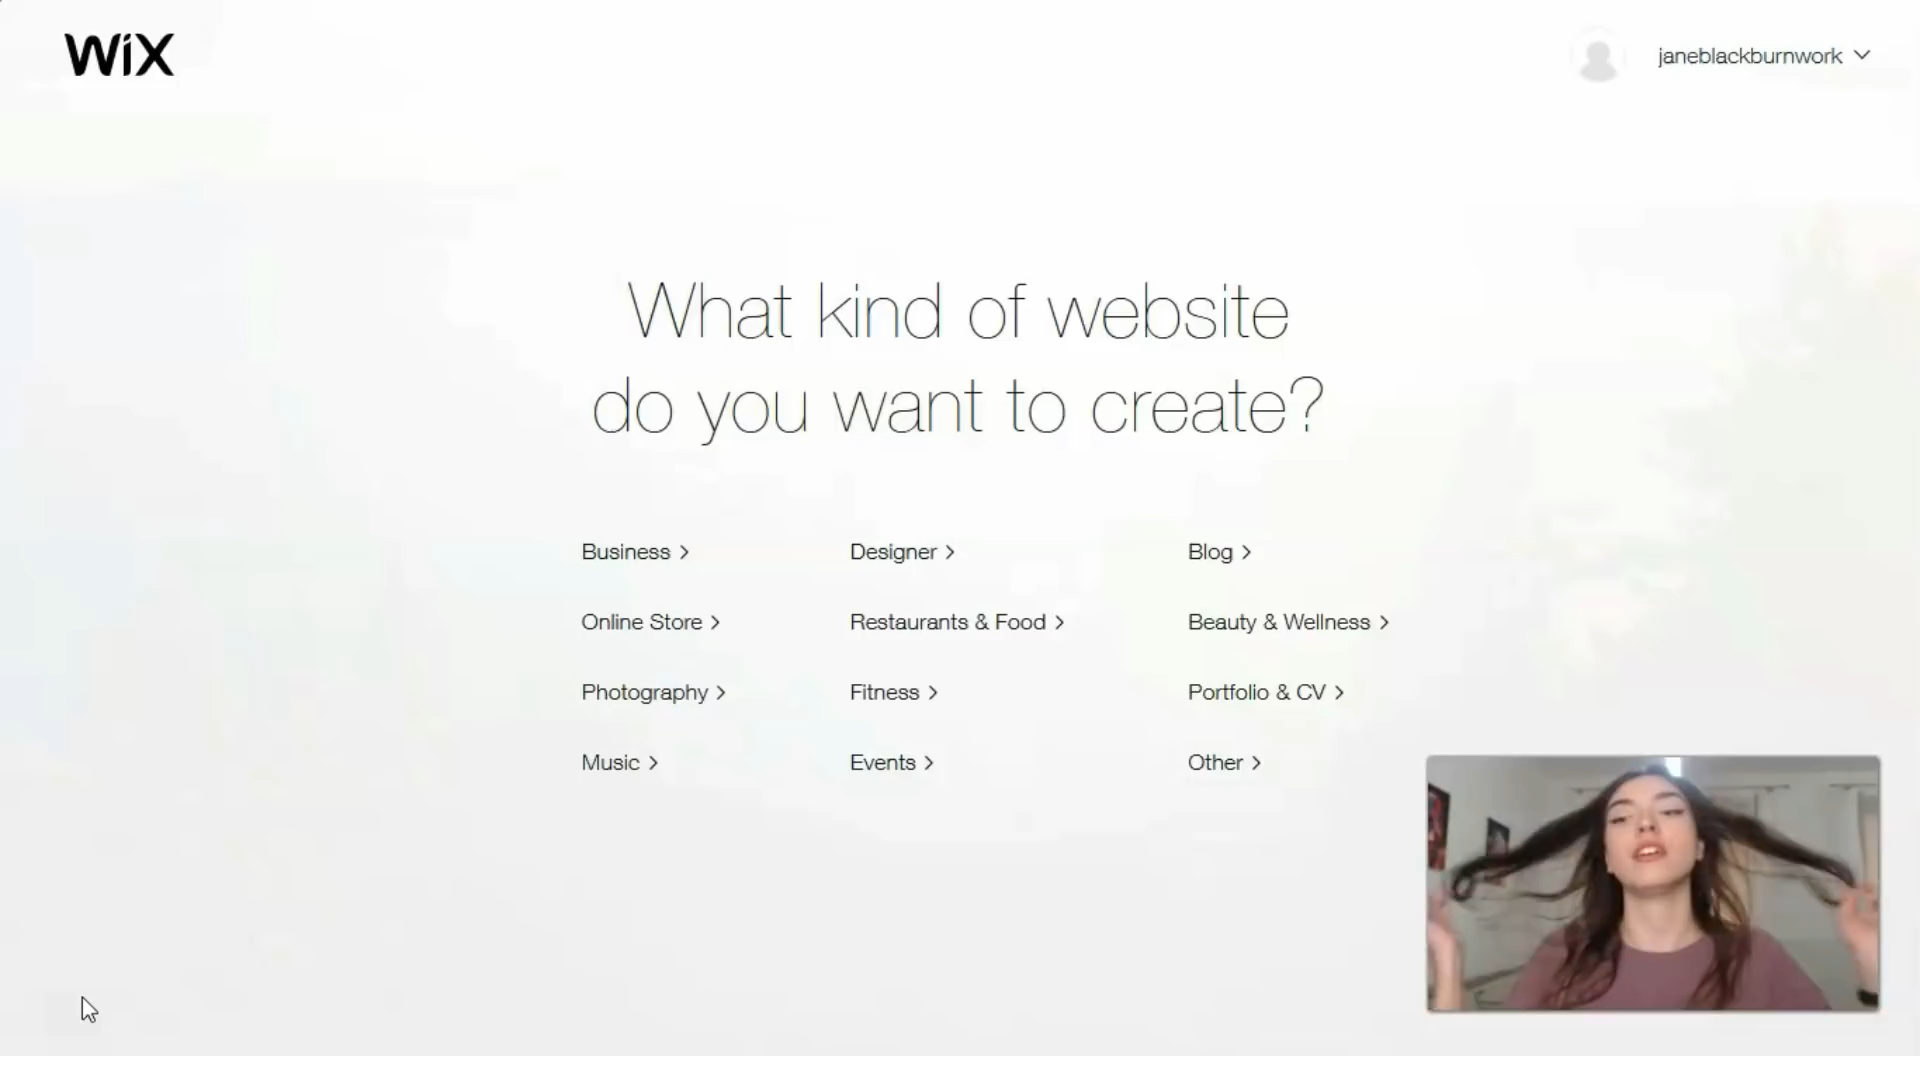 WiX
janeblackburnwork
What kind of website
do you want to create?
Business >
Designer >
Blog >
Online Store >
Restaurants & Food >
Beauty & Wellness >
Photography >
Fitness >
Portfolio & CV >
Music >
Events >
Other >